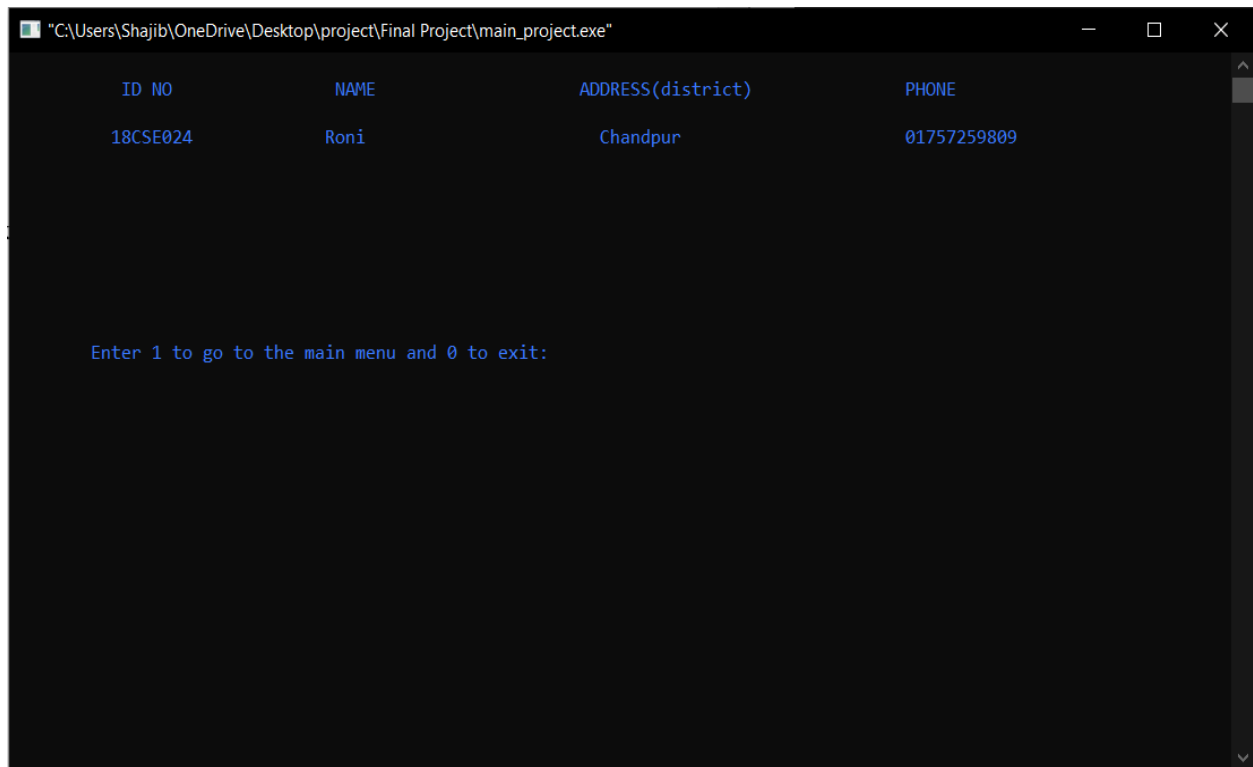 "C:\Users\Shajib\OneDrive\Desktop\project\Final Project\main_project.exe"
ID NO NAME ADDRESS(district) PHONE
18CSE024 Roni Chandpur 01757259809
Enter 1 to go to the main menu and 0 to exit: